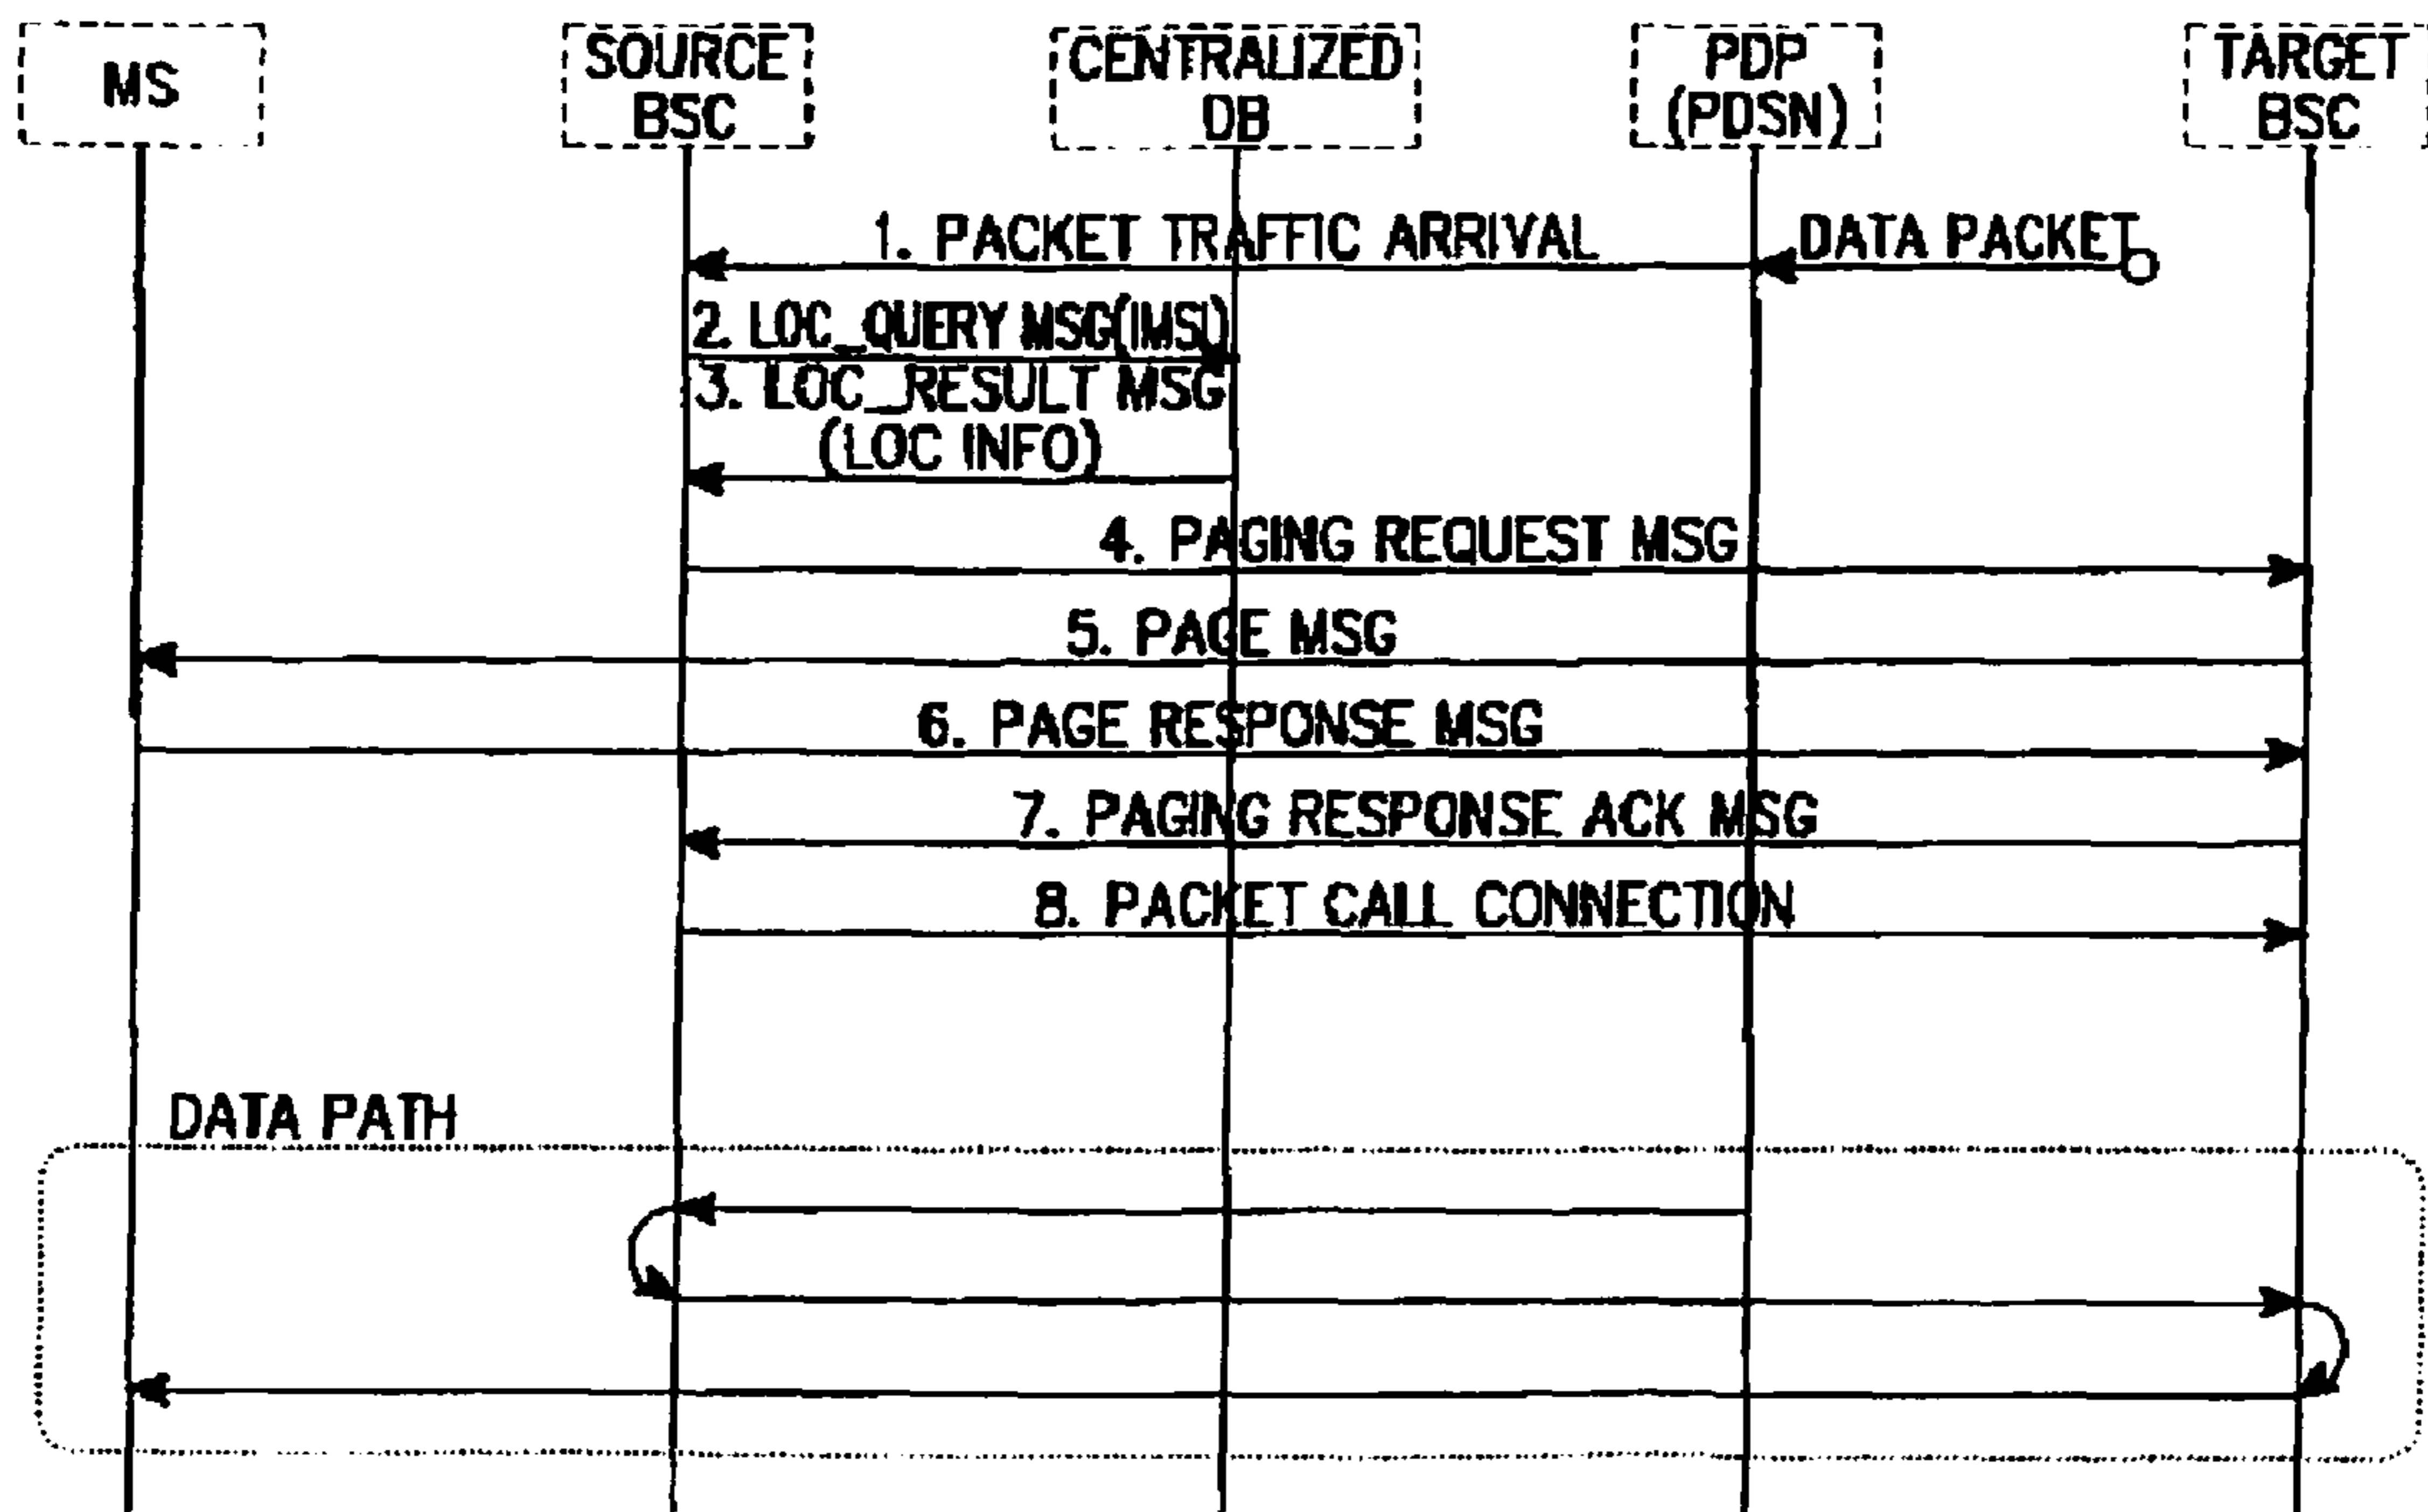 MS
SOURCE
BSC
CENTRALIZED
DB
PDP
(PDSN)
TARGET
BSC
1. PACKET TRAFFIC ARRIVAL
DATA PACKET
2. LOC_QUERY MSG(IMSI)
3. LOC_RESULT MSG
(LOC INFO)
4. PAGING REQUEST MSG
5. PAGE MSG
6. PAGE RESPONSE MSG
7. PAGING RESPONSE ACK MSG
8. PACKET CALL CONNECTION
DATA PATH